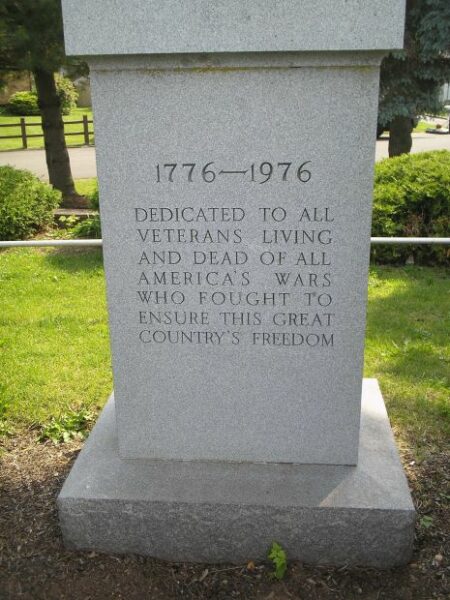 1776—1976
DEDICATED TO ALL
VETERANS LIVING
AND DEAD OF ALL
AMERICA'S WARS
WHO FOUGHT TO
ENSURE THIS GREAT
COUNTRY'S FREEDOM